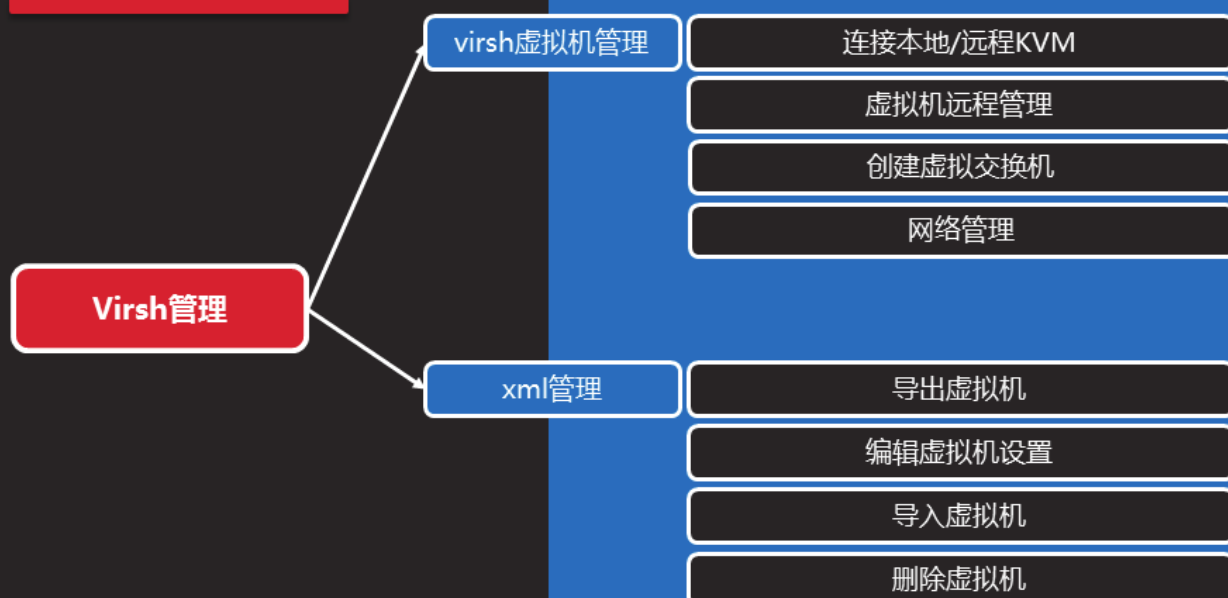 virsh虚拟机管理
连接本地/远程KVM
虚拟机远程管理
创建虚拟交换机
网络管理
Virsh管理
xml管理
导出虚拟机
编辑虚拟机设置
导入虚拟机
删除虚拟机